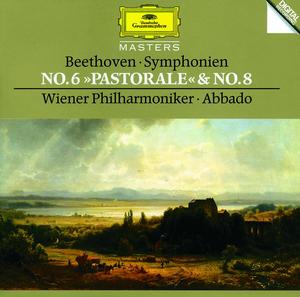 Deutsche
Grammophon
DIGITAL
MASTERS
Beethoven · Symphonien
NO. 6 »PASTORALE« & NO. 8
Wiener Philharmoniker · Abbado